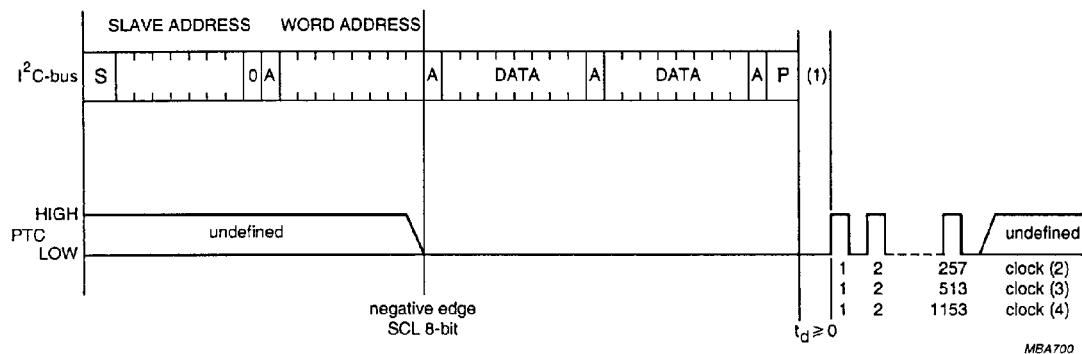 SLAVE ADDRESS WORD ADDRESS
I²C-bus S 0 A A DATA A DATA A P (1)
HIGH
PTC undefined undefined
LOW
1 2 257 clock (2)
1 2 513 clock (3)
1 2 1153 clock (4)
negative edge
SCL 8-bit
td ≥ 0
MBA700